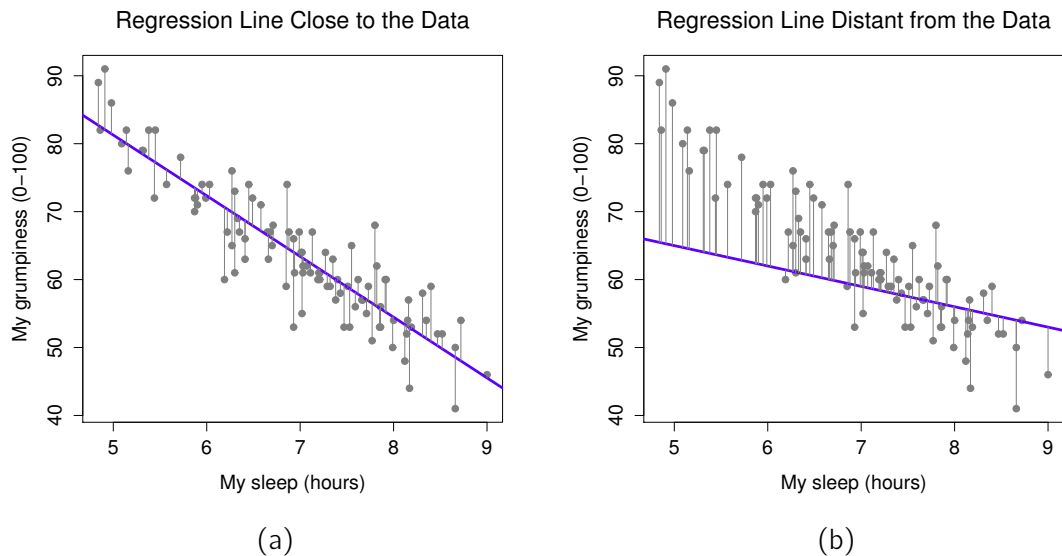 Regression Line Close to the Data
My grumpiness (0−100)
90
80
70
60
50
40
5 6 7 8 9
My sleep (hours)
(a)
Regression Line Distant from the Data
My grumpiness (0−100)
90
80
70
60
50
40
5 6 7 8 9
My sleep (hours)
(b)